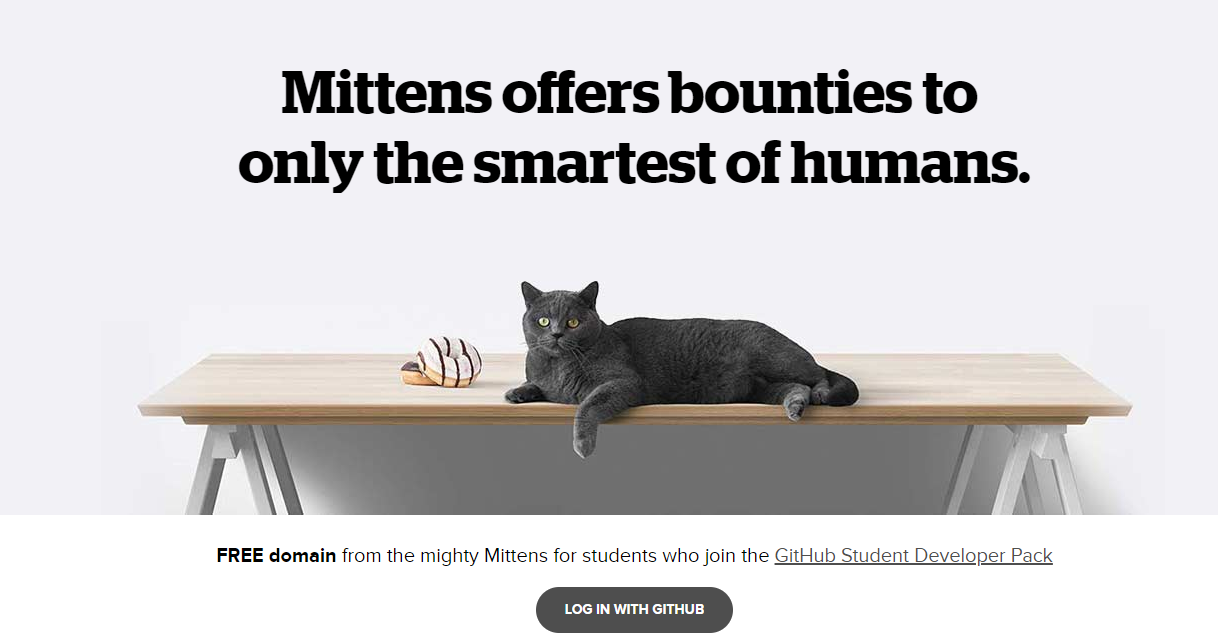 Mittens offers bounties to
only the smartest of humans.
FREE domain from the mighty Mittens for students who join the GitHub Student Developer Pack
LOG IN WITH GITHUB